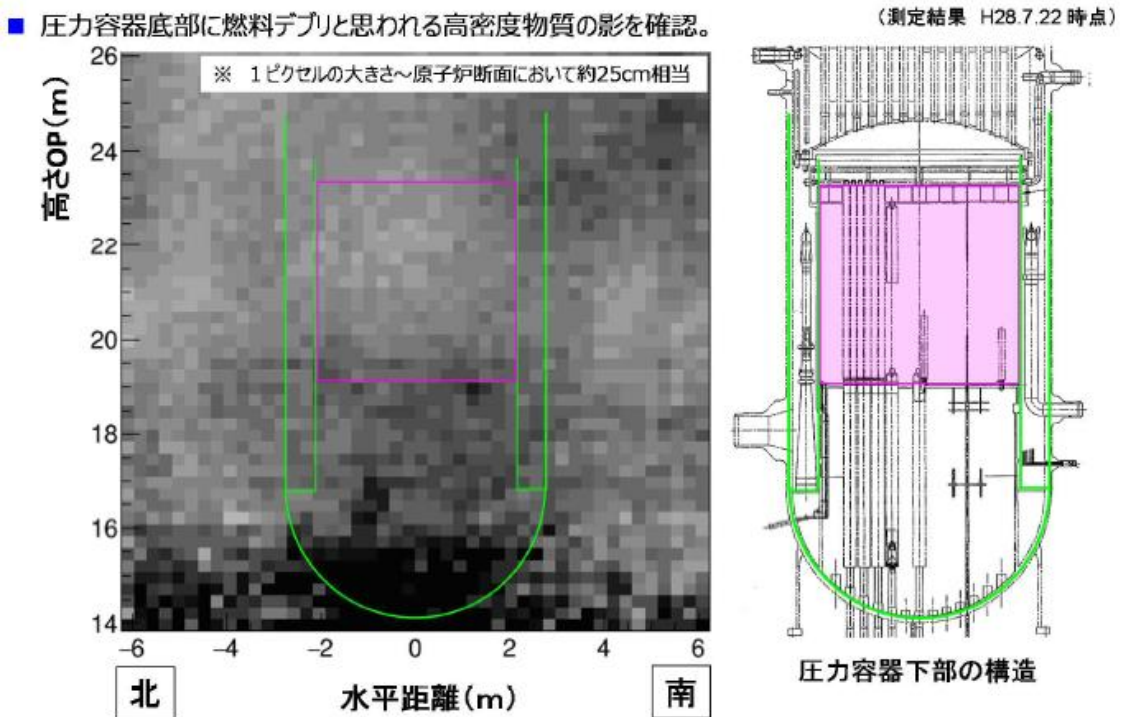 （測定結果 H28.7.22 時点）
■ 圧力容器底部に燃料デブリと思われる高密度物質の影を確認。
※ 1ピクセルの大きさ～原子炉断面において約25cm相当
高さOP(m)
26
24
22
20
18
16
14
−6 −4 −2 0 2 4 6
北 水平距離(m) 南
圧力容器下部の構造